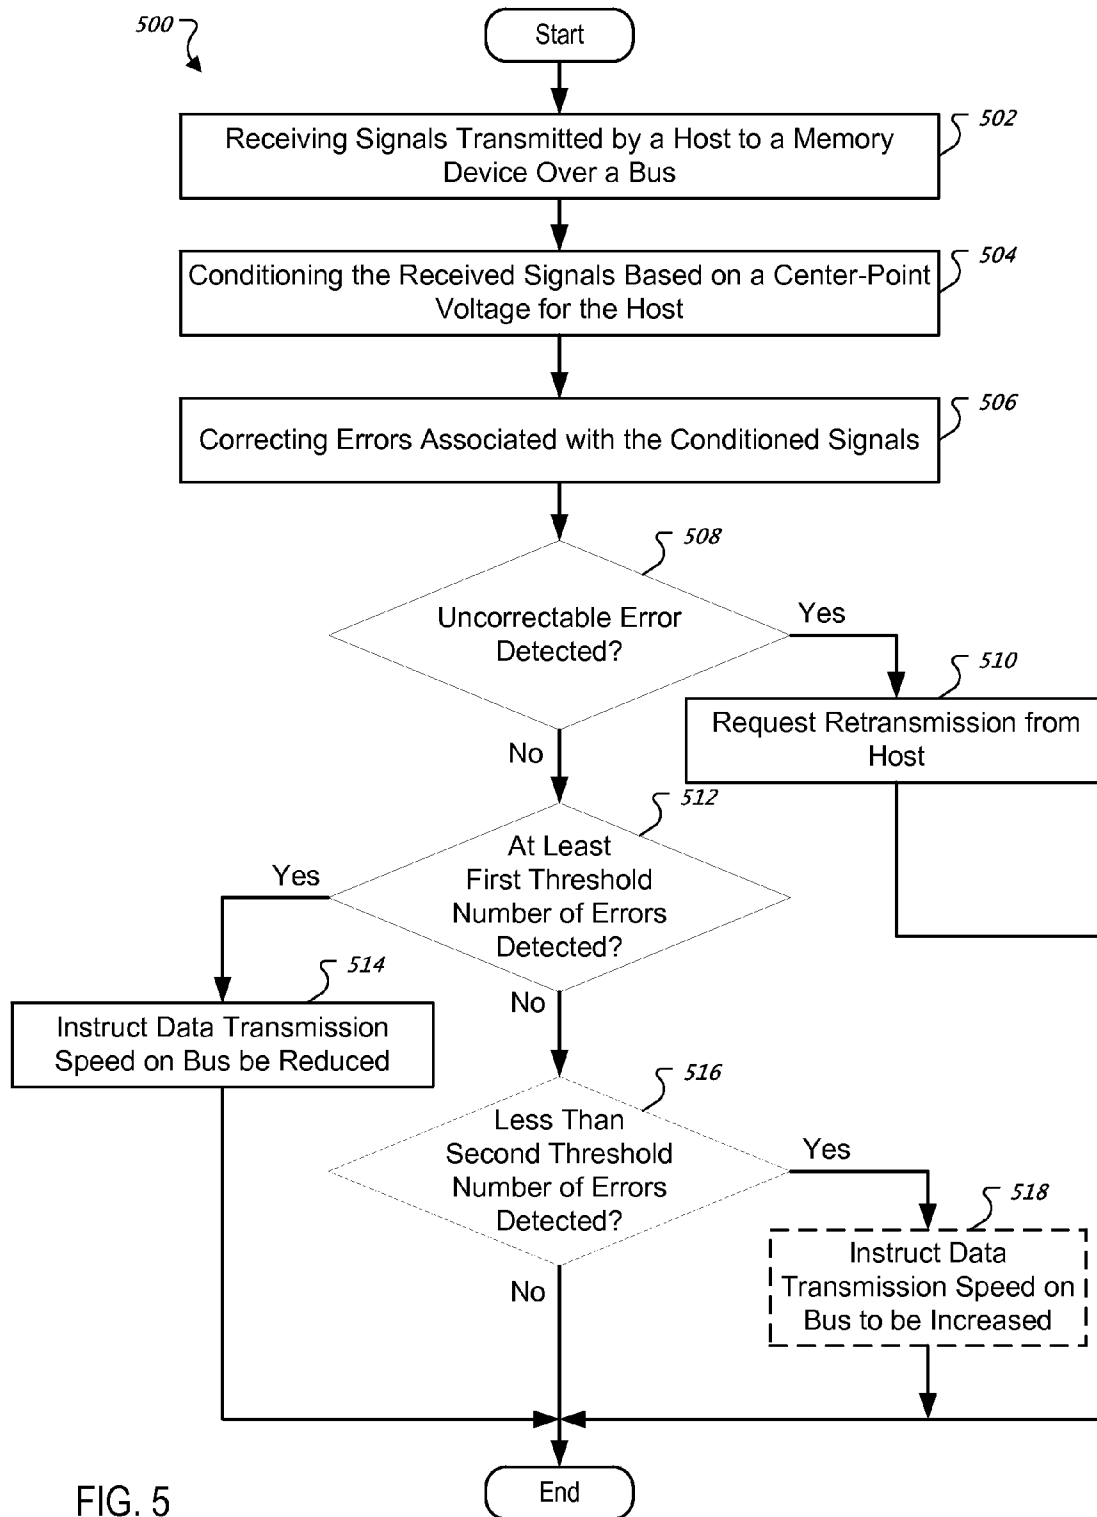 500
Start
502
Receiving Signals Transmitted by a Host to a Memory
Device Over a Bus
504
Conditioning the Received Signals Based on a Center-Point
Voltage for the Host
506
Correcting Errors Associated with the Conditioned Signals
508
Uncorrectable Error
Detected?
Yes
No
510
Request Retransmission from
Host
512
At Least
First Threshold
Number of Errors
Detected?
Yes
No
514
Instruct Data Transmission
Speed on Bus be Reduced
516
Less Than
Second Threshold
Number of Errors
Detected?
Yes
No
518
Instruct Data
Transmission Speed on
Bus to be Increased
End
FIG. 5